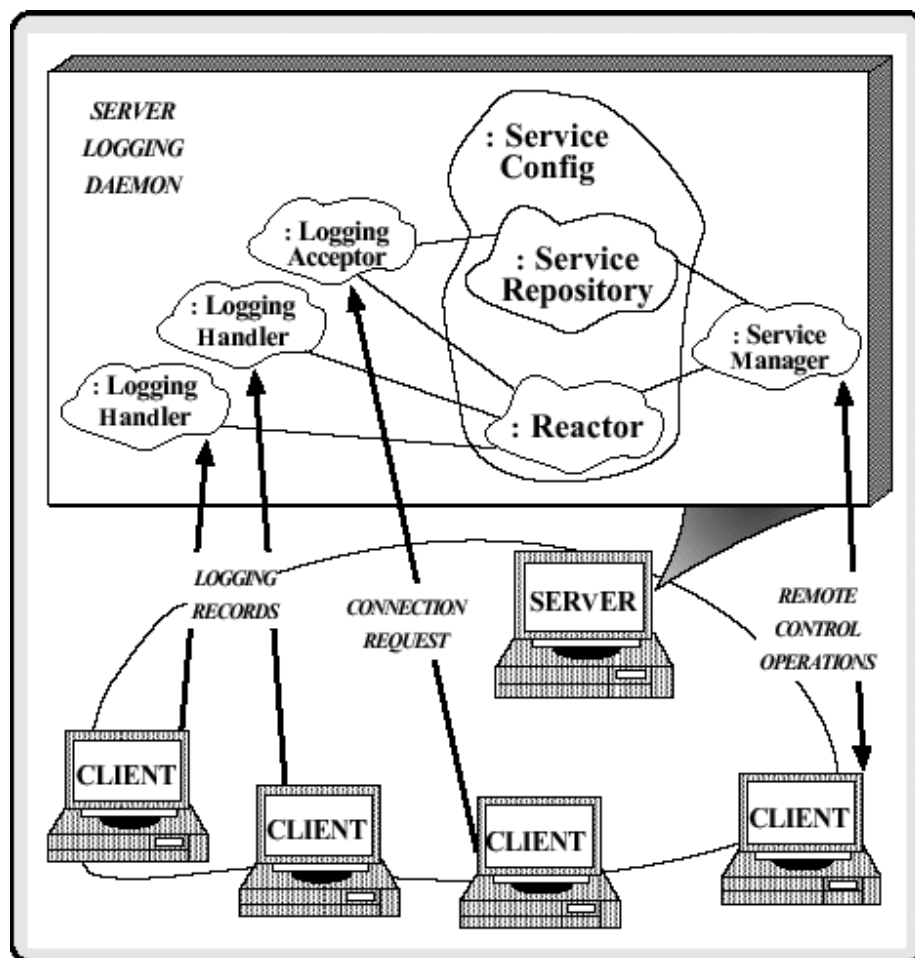 SERVER
LOGGING
DAEMON
: Service
Config
: Logging
Acceptor
: Service
Repository
: Logging
Handler
: Service
Manager
: Logging
Handler
: Reactor
LOGGING
RECORDS
CONNECTION
REQUEST
SERVER
REMOTE
CONTROL
OPERATIONS
CLIENT
CLIENT
CLIENT
CLIENT